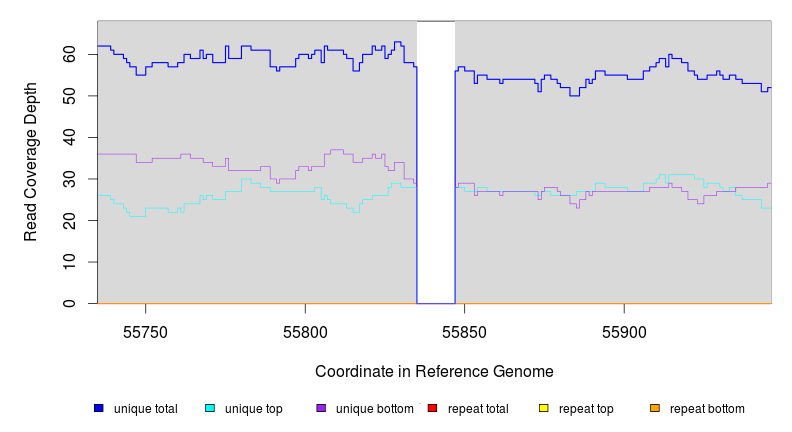 Read Coverage Depth
60
50
40
30
20
10
0
55750 55800 55850 55900
Coordinate in Reference Genome
unique total unique top unique bottom repeat total repeat top repeat bottom